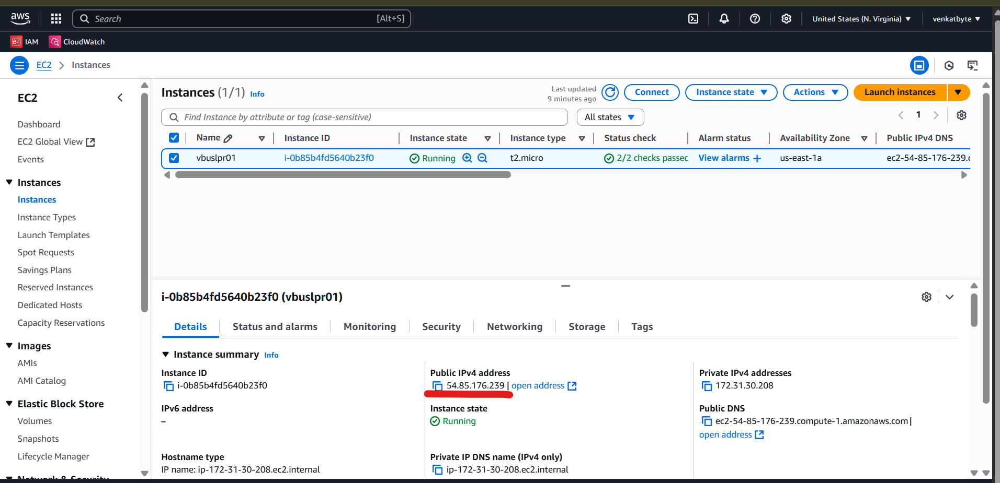 aws
Search [Alt+S]
United States (N. Virginia)
venkatbyte
IAM
CloudWatch
EC2
Instances
EC2
Dashboard
EC2 Global View
Events
Instances
Instances
Instance Types
Launch Templates
Spot Requests
Savings Plans
Reserved Instances
Dedicated Hosts
Capacity Reservations
Images
AMIs
AMI Catalog
Elastic Block Store
Volumes
Snapshots
Lifecycle Manager
Network & Security
Instances (1/1) Info
Last updated
9 minutes ago
Connect
Instance state
Actions
Launch instances
Find Instance by attribute or tag (case-sensitive)
All states
1
Name Instance ID Instance state Instance type Status check Alarm status Availability Zone Public IPv4 DNS
vbuslpr01 i-0b85b4fd5640b23f0 Running t2.micro 2/2 checks passec View alarms + us-east-1a ec2-54-85-176-239.c
i-0b85b4fd5640b23f0 (vbuslpr01)
Details Status and alarms Monitoring Security Networking Storage Tags
Instance summary Info
Instance ID
i-0b85b4fd5640b23f0
Public IPv4 address
54.85.176.239 | open address
Private IPv4 addresses
172.31.30.208
IPv6 address
–
Instance state
Running
Public DNS
ec2-54-85-176-239.compute-1.amazonaws.com |
open address
Hostname type
IP name: ip-172-31-30-208.ec2.internal
Private IP DNS name (IPv4 only)
ip-172-31-30-208.ec2.internal